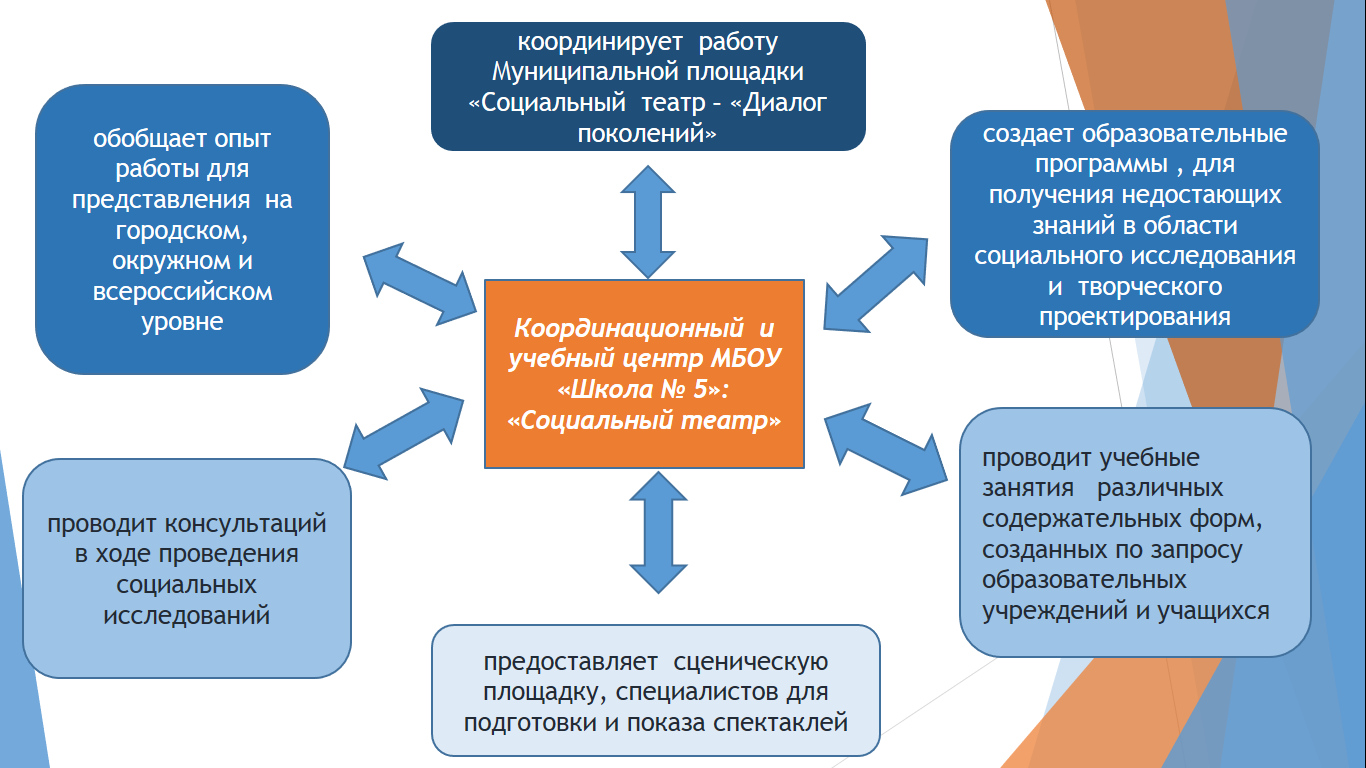 координирует работу
Муниципальной площадки
«Социальный театр - «Диалог
поколений»
обобщает опыт
работы для
представления на
городском,
окружном и
всероссийском
уровне
создает образовательные
программы , для
получения недостающих
знаний в области
социального исследования
и творческого
проектирования
Координационный и
учебный центр МБОУ
«Школа № 5»:
«Социальный театр»
проводит консультаций
в ходе проведения
социальных
исследований
проводит учебные
занятия различных
содержательных форм,
созданных по запросу
образовательных
учреждений и учащихся
предоставляет сценическую
площадку, специалистов для
подготовки и показа спектаклей